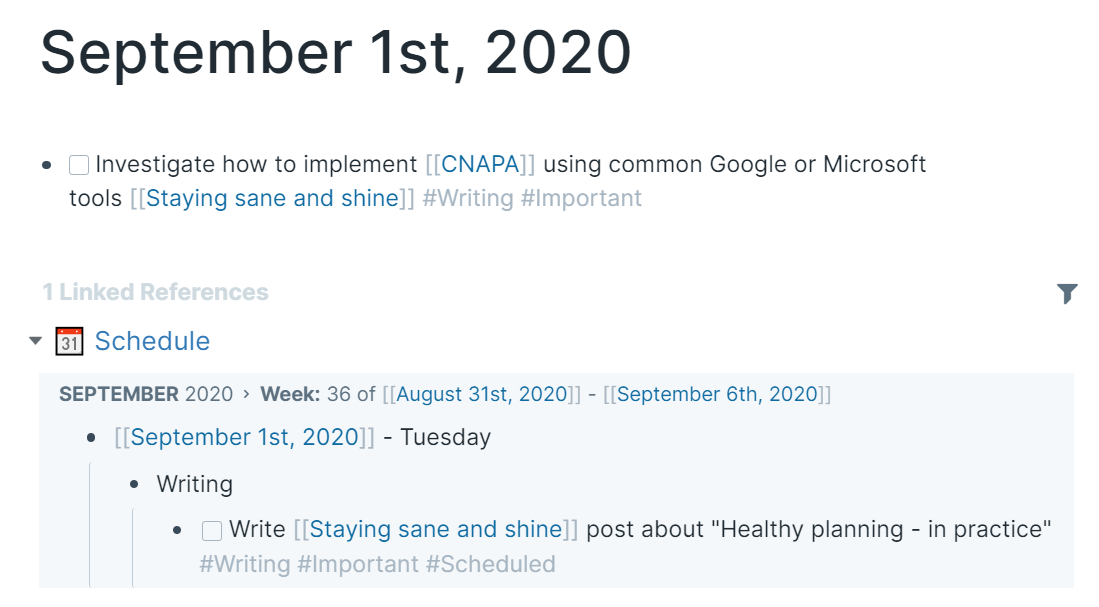 September 1st, 2020
Investigate how to implement [[CNAPA]] using common Google or Microsoft
tools [[Staying sane and shine]] #Writing #Important
1 Linked References
31 Schedule
SEPTEMBER 2020 › Week: 36 of [[August 31st, 2020]] - [[September 6th, 2020]]
[[September 1st, 2020]] - Tuesday
Writing
Write [[Staying sane and shine]] post about "Healthy planning - in practice"
#Writing #Important #Scheduled